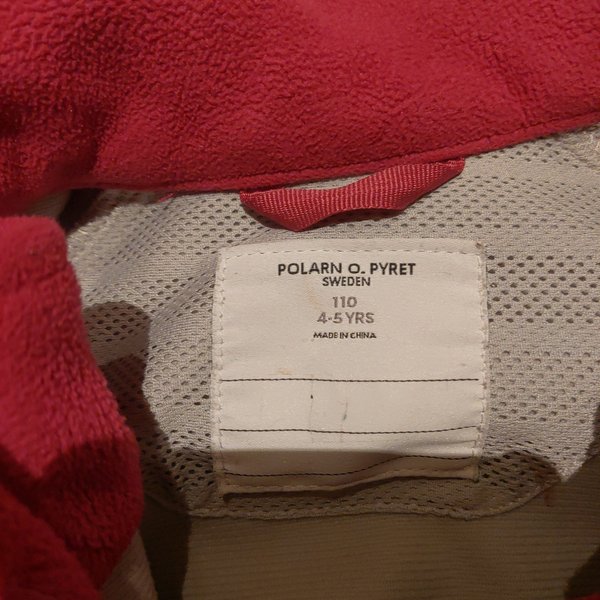 POLARN O. PYRET
SWEDEN
110
4-5 YRS
MADE IN CHINA